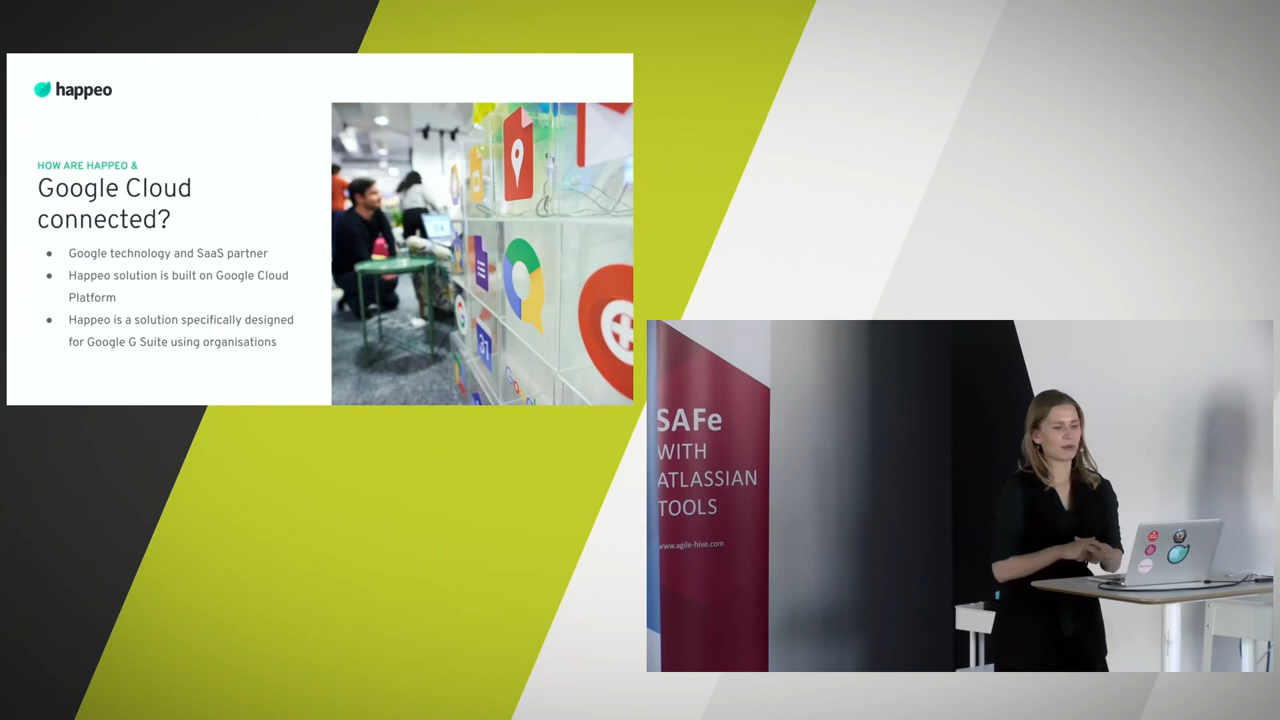 happeo
HOW ARE HAPPEO &
Google Cloud
connected?
● Google technology and SaaS partner
● Happeo solution is built on Google Cloud
Platform
● Happeo is a solution specifically designed
for Google G Suite using organisations
31
SAFe
WITH
ATLASSIAN
TOOLS
www.agile-hive.com